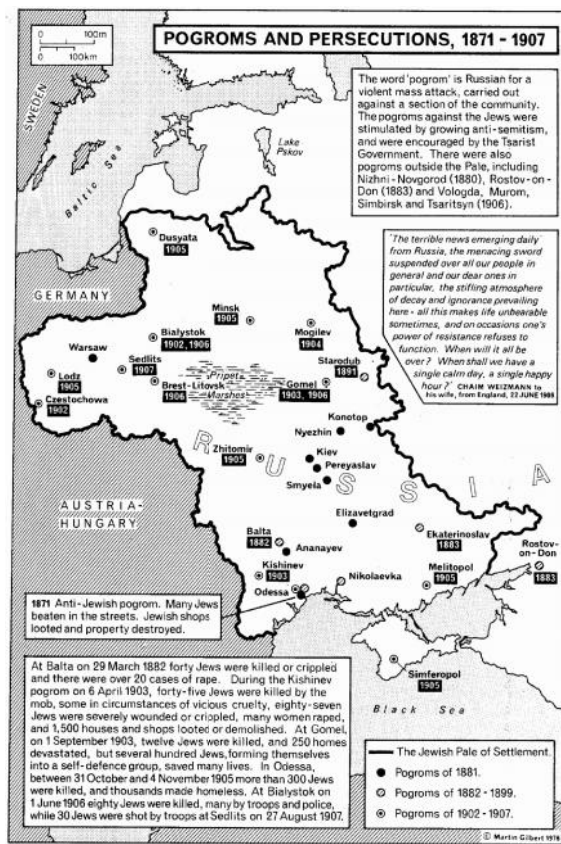 POGROMS AND PERSECUTIONS, 1871 - 1907
0 100m
0 100km
The word 'pogrom' is Russian for a
violent mass attack, carried out
against a section of the community.
The pogroms against the Jews were
stimulated by growing anti-semitism,
and were encouraged by the Tsarist
Government. There were also
pogroms outside the Pale, including
Nizhni-Novgorod (1880), Rostov-on-
Don (1883) and Vologda, Murom,
Simbirsk and Tsaritsyn (1906).
SWEDEN
Baltic Sea
Lake
Pskov
'The terrible news emerging daily
from Russia, the menacing sword
suspended over all our people in
general and our dear ones in
particular, the stifling atmosphere
of decay and ignorance prevailing
here - all this makes life unbearable
sometimes, and on occasions one's
power of resistance refuses to
function. When will it all be
over? When shall we have a
single calm day, a single happy
hour?' CHAIM WEIZMANN to
his wife, from England, 22 JUNE 1906
Dusyata
1905
GERMANY
Minsk
1905
Mogilev
1904
Bialystok
1902, 1906
Warsaw
Starodub
1891
Lodz
1905
Sedlits
1907
Brest-Litovsk
1906
Pripet
Marshes
Gomel
1903, 1906
Czestochowa
1902
Konotop
Nyezhin
RUSSIA
Zhitomir
1905
Kiev
Pereyaslav
Smyela
AUSTRIA-
HUNGARY
Elizavetgrad
Balta
1882
Ananayev
Ekaterinoslav
1883
Rostov-
on-Don
1883
Kishinev
1903
Nikolaevka
Melitopol
1905
Odessa
1871 Anti-Jewish pogrom. Many Jews
beaten in the streets. Jewish shops
looted and property destroyed.
Simferopol
1905
Black Sea
At Balta on 29 March 1882 forty Jews were killed or crippled
and there were over 20 cases of rape. During the Kishinev
pogrom on 6 April 1903, forty-five Jews were killed by the
mob, some in circumstances of vicious cruelty, eighty-seven
Jews were severely wounded or crippled, many women raped,
and 1,500 houses and shops looted or demolished. At Gomel,
on 1 September 1903, twelve Jews were killed, and 250 homes
devastated, but several hundred Jews, forming themselves
into a self-defence group, saved many lives. In Odessa,
between 31 October and 4 November 1905 more than 300 Jews
were killed, and thousands made homeless. At Bialystok on
1 June 1906 eighty Jews were killed, many by troops and police,
while 30 Jews were shot by troops at Sedlits on 27 August 1907.
The Jewish Pale of Settlement.
Pogroms of 1881.
Pogroms of 1882-1899.
Pogroms of 1902-1907.
© Martin Gilbert 1978